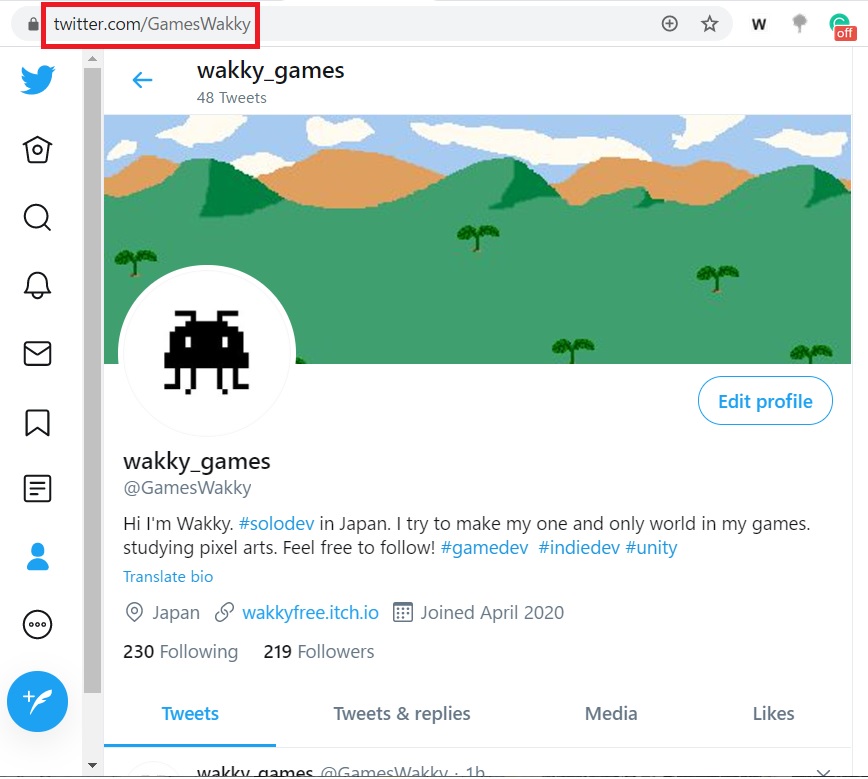 twitter.com/GamesWakky
W
off
wakky_games
48 Tweets
Edit profile
wakky_games
@GamesWakky
Hi I'm Wakky. #solodev in Japan. I try to make my one and only world in my games.
studying pixel arts. Feel free to follow! #gamedev #indiedev #unity
Translate bio
Japan wakkyfree.itch.io Joined April 2020
230 Following 219 Followers
Tweets Tweets & replies Media Likes
wakky_games @GamesWakky · 1h